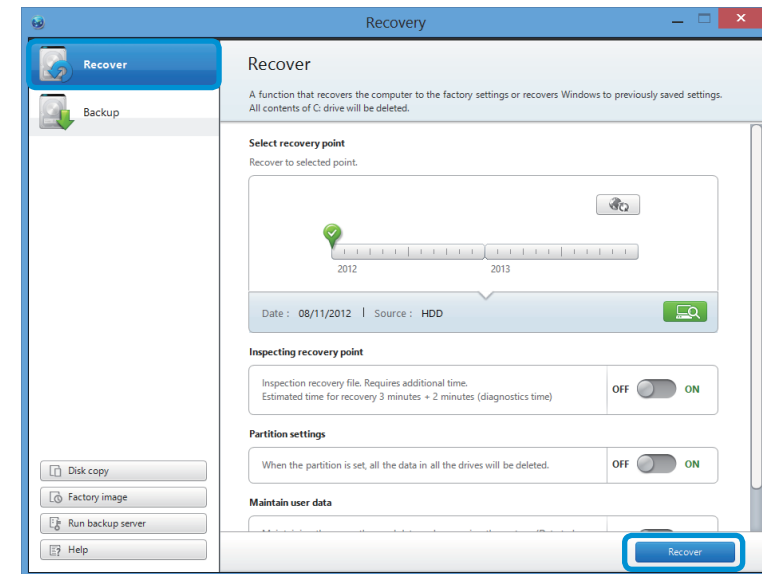 Recovery
Recover
Backup
Disk copy
Factory image
Run backup server
Help
Recover
A function that recovers the computer to the factory settings or recovers Windows to previously saved settings.
All contents of C: drive will be deleted.
Select recovery point
Recover to selected point.
2012 2013
Date : 08/11/2012 | Source : HDD
Inspecting recovery point
Inspection recovery file. Requires additional time.
Estimated time for recovery 3 minutes + 2 minutes (diagnostics time)
OFF ON
Partition settings
When the partition is set, all the data in all the drives will be deleted.
OFF ON
Maintain user data
Recover